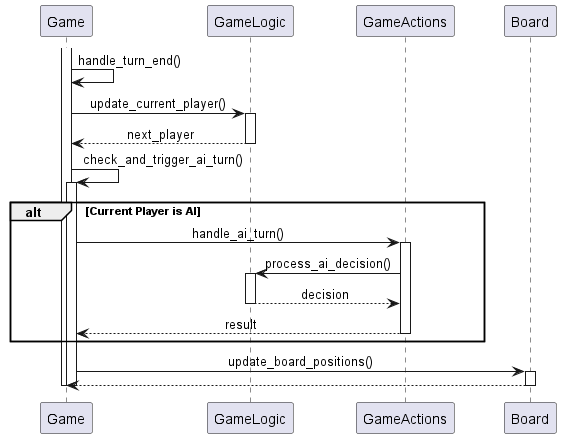 Game GameLogic GameActions Board
handle_turn_end()
update_current_player()
next_player
check_and_trigger_ai_turn()
alt [Current Player is AI]
handle_ai_turn()
process_ai_decision()
decision
result
update_board_positions()
Game GameLogic GameActions Board